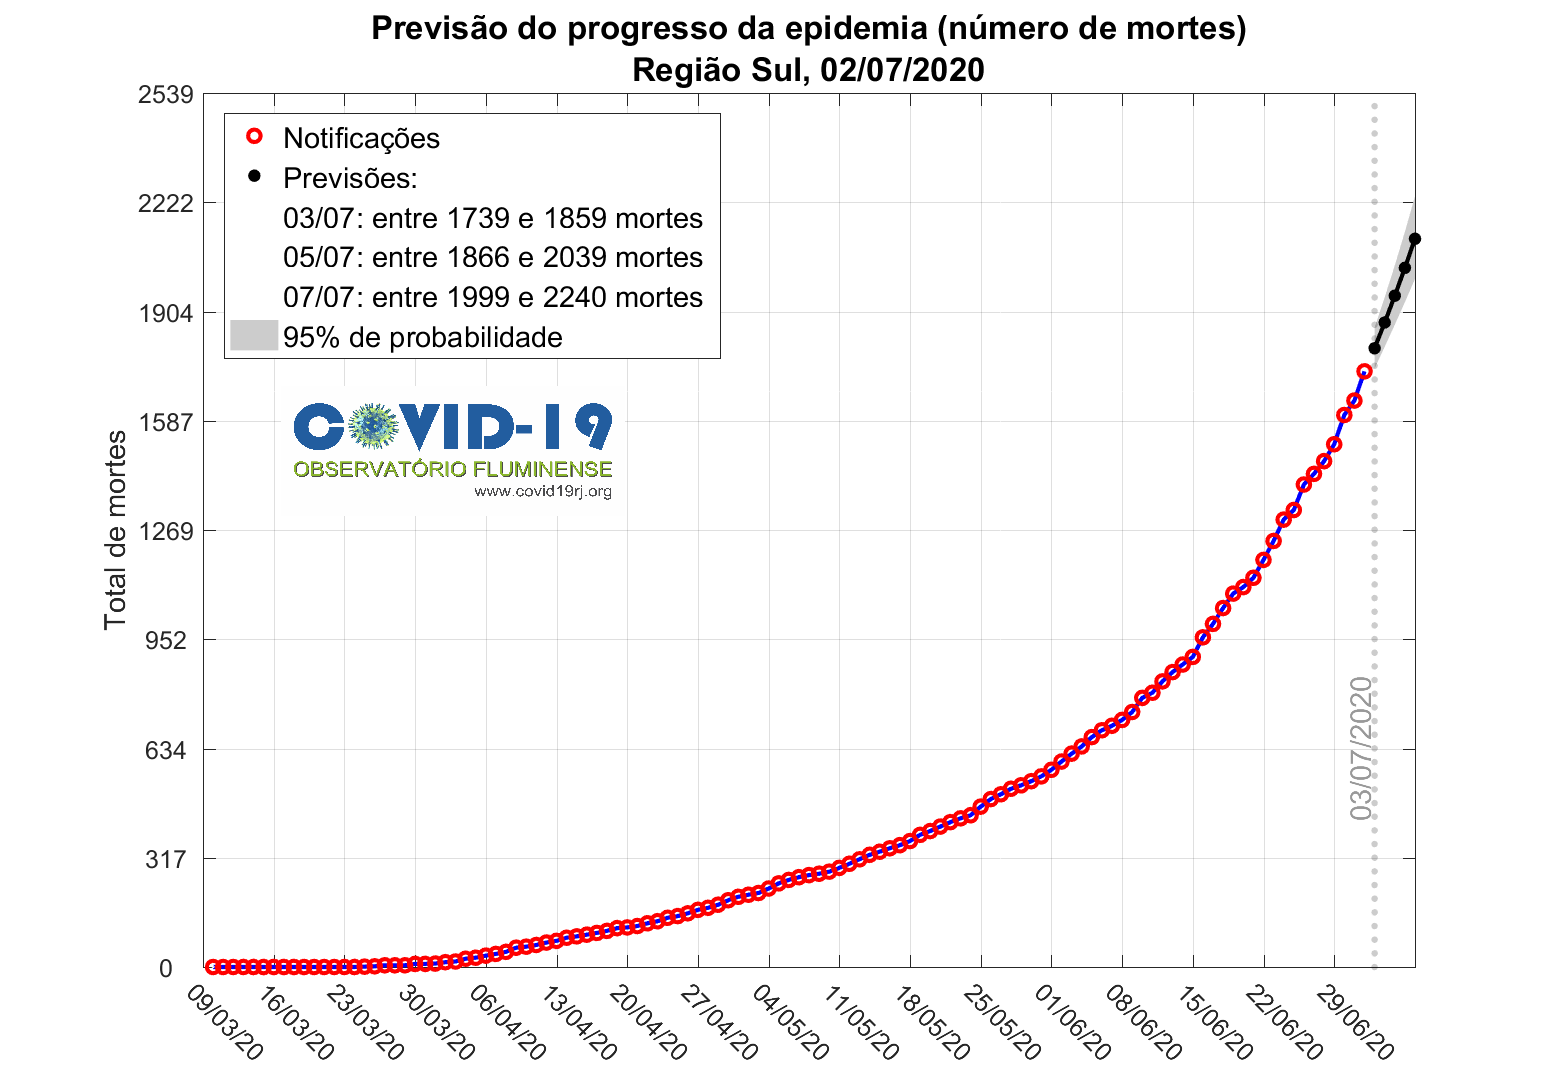 Previsão do progresso da epidemia (número de mortes)
Região Sul, 02/07/2020
2539
2222
1904
1587
1269
952
634
317
0
Total de mortes
Notificações
Previsões:
03/07: entre 1739 e 1859 mortes
05/07: entre 1866 e 2039 mortes
07/07: entre 1999 e 2240 mortes
95% de probabilidade
COVID-19
OBSERVATÓRIO FLUMINENSE
www.covid19rj.org
03/07/2020
09/03/20
16/03/20
23/03/20
30/03/20
06/04/20
13/04/20
20/04/20
27/04/20
04/05/20
11/05/20
18/05/20
25/05/20
01/06/20
08/06/20
15/06/20
22/06/20
29/06/20